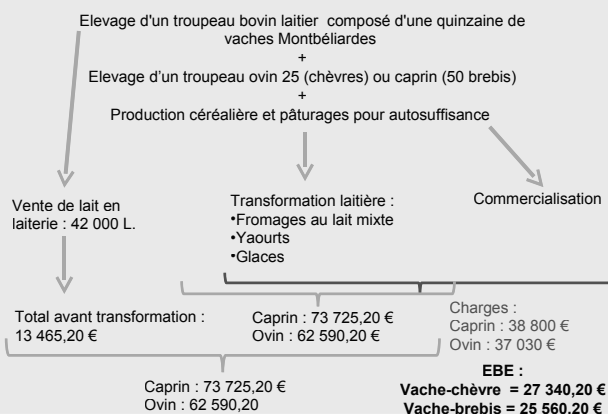 Elevage d'un troupeau bovin laitier composé d'une quinzaine de
vaches Montbéliardes
+
Elevage d'un troupeau ovin 25 (chèvres) ou caprin (50 brebis)
+
Production céréalière et pâturages pour autosuffisance
Vente de lait en
laiterie : 42 000 L.
Transformation laitière :
•Fromages au lait mixte
•Yaourts
•Glaces
Commercialisation
Total avant transformation :
13 465,20 €
Caprin : 73 725,20 €
Ovin : 62 590,20 €
Charges :
Caprin : 38 800 €
Ovin : 37 030 €
Caprin : 73 725,20 €
Ovin : 62 590,20
EBE :
Vache-chèvre = 27 340,20 €
Vache-brebis = 25 560,20 €